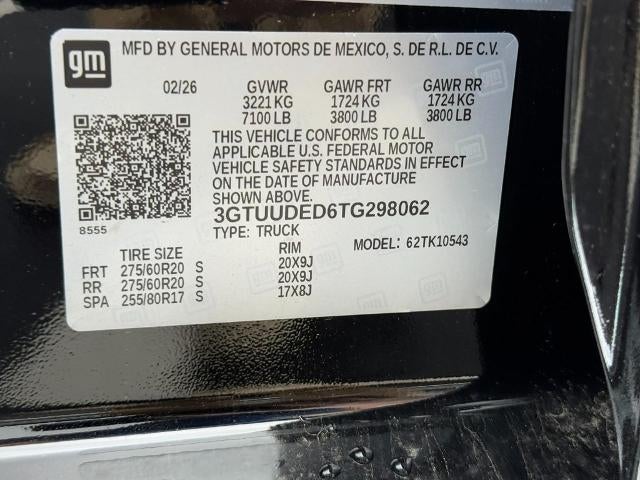 gm
MFD BY GENERAL MOTORS DE MEXICO, S. DE R.L. DE C.V.
02/26 GVWR GAWR FRT GAWR RR
3221 KG 1724 KG 1724 KG
7100 LB 3800 LB 3800 LB
THIS VEHICLE CONFORMS TO ALL
APPLICABLE U.S. FEDERAL MOTOR
VEHICLE SAFETY STANDARDS IN EFFECT
ON THE DATE OF MANUFACTURE
SHOWN ABOVE.
8555
3GTUUDED6TG298062
TYPE: TRUCK MODEL: 62TK10543
TIRE SIZE RIM
FRT 275/60R20 S 20X9J
RR 275/60R20 S 20X9J
SPA 255/80R17 S 17X8J